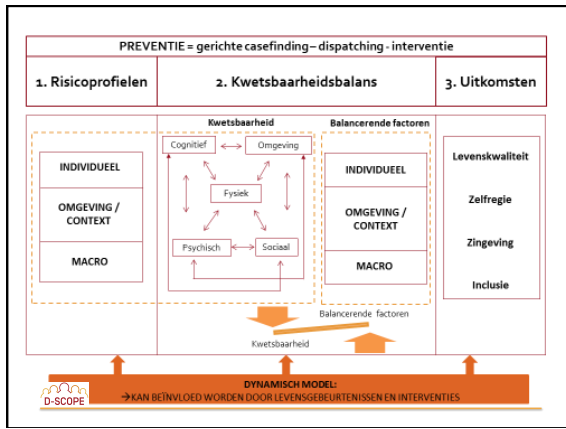 PREVENTIE = gerichte casefinding – dispatching - interventie
1. Risicoprofielen
2. Kwetsbaarheidsbalans
3. Uitkomsten
Kwetsbaarheid
Balancerende factoren
INDIVIDUEEL
OMGEVING /
CONTEXT
MACRO
Cognitief
Omgeving
Fysiek
Psychisch
Sociaal
INDIVIDUEEL
OMGEVING /
CONTEXT
MACRO
Levenskwaliteit
Zelfregie
Zingeving
Inclusie
Balancerende factoren
Kwetsbaarheid
D-SCOPE
DYNAMISCH MODEL:
→KAN BEÏNVLOED WORDEN DOOR LEVENSGEBEURTENISSEN EN INTERVENTIES